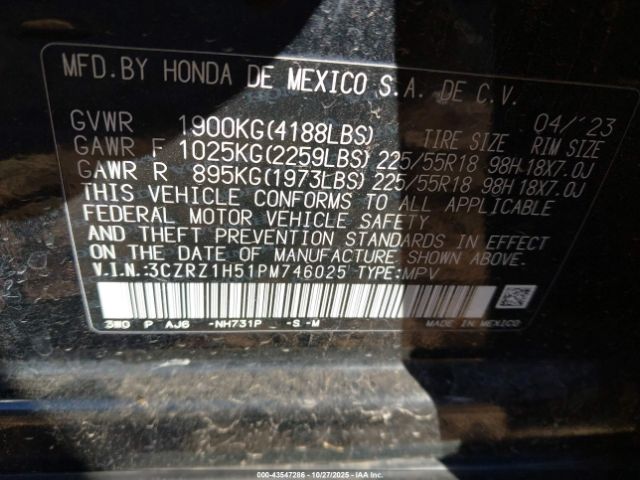 MFD. BY HONDA DE MEXICO S.A. DE C.V.
04/'23
GVWR 1900KG(4188LBS) TIRE SIZE RIM SIZE
GAWR F 1025KG(2259LBS) 225/55R18 98H 18X7.0J
GAWR R 895KG(1973LBS) 225/55R18 98H 18X7.0J
THIS VEHICLE CONFORMS TO ALL APPLICABLE
FEDERAL MOTOR VEHICLE SAFETY
AND THEFT PREVENTION STANDARDS IN EFFECT
ON THE DATE OF MANUFACTURE SHOWN ABOVE.
V.I.N.:3CZRZ1H51PM746025 TYPE:MPV
P AJ6 -NH731P -S-M MADE IN MEXICO
000-43547286 10/27/2025 IAAI/CDS